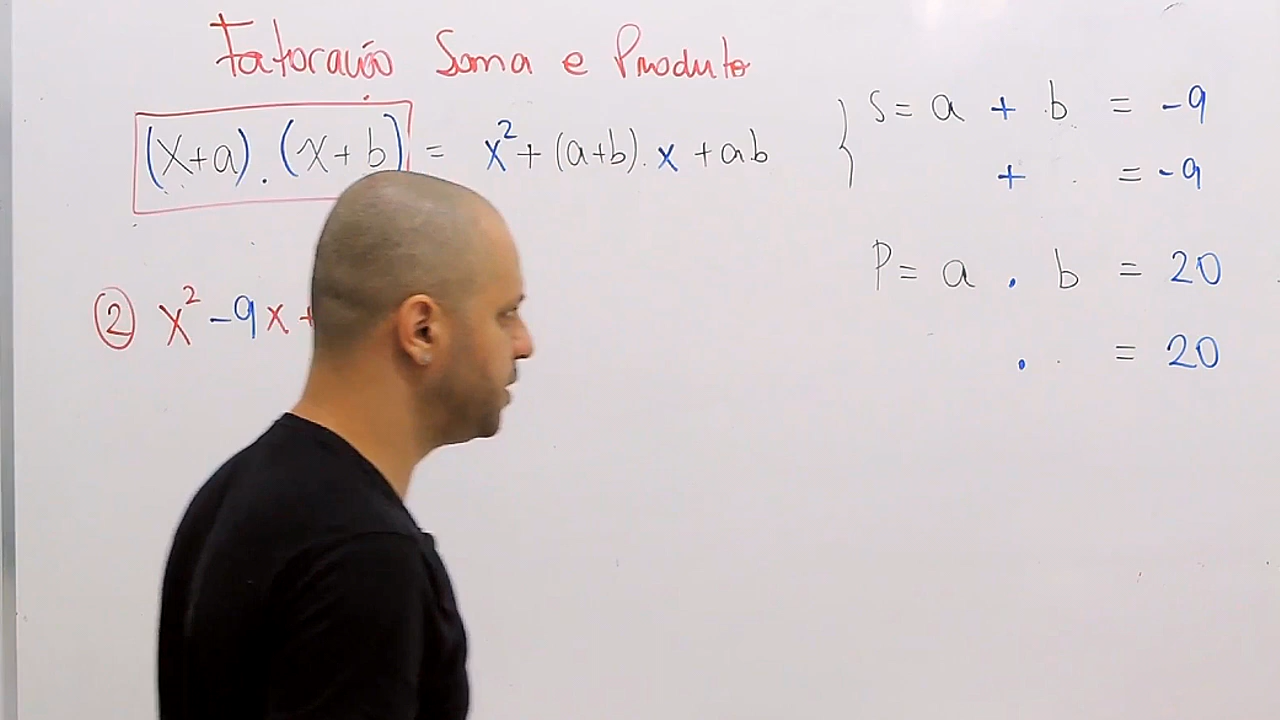 Fatoração Soma e Produto
(x+a).(x+b) = x²+(a+b).x+ab
② x²-9x+
S= a + b = -9
+ = -9
P= a . b = 20
. = 20